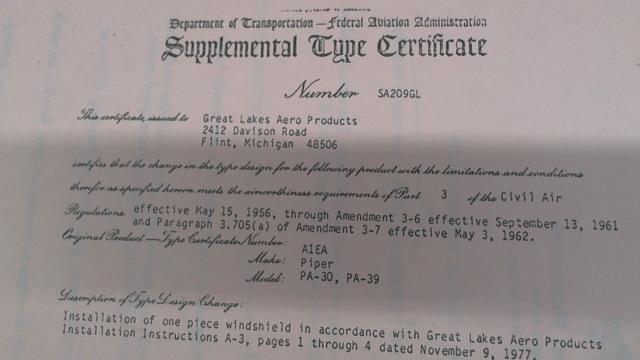 Department of Transportation — Federal Aviation Administration
Supplemental Type Certificate
Number SA209GL
This certificate, issued to Great Lakes Aero Products
2412 Davison Road
Flint, Michigan 48506
certifies that the change in the type design for the following product with the limitations and conditions
therefor as specified hereon meets the airworthiness requirements of Part 3 of the Civil Air
Regulations. effective May 15, 1956, through Amendment 3-6 effective September 13, 1961
and Paragraph 3.705(a) of Amendment 3-7 effective May 3, 1962.
Original Product — Type Certificate Number: A1EA
Make: Piper
Model: PA-30, PA-39
Description of Type Design Change:
Installation of one piece windshield in accordance with Great Lakes Aero Products
Installation Instructions A-3, pages 1 through 4 dated November 9, 1977.